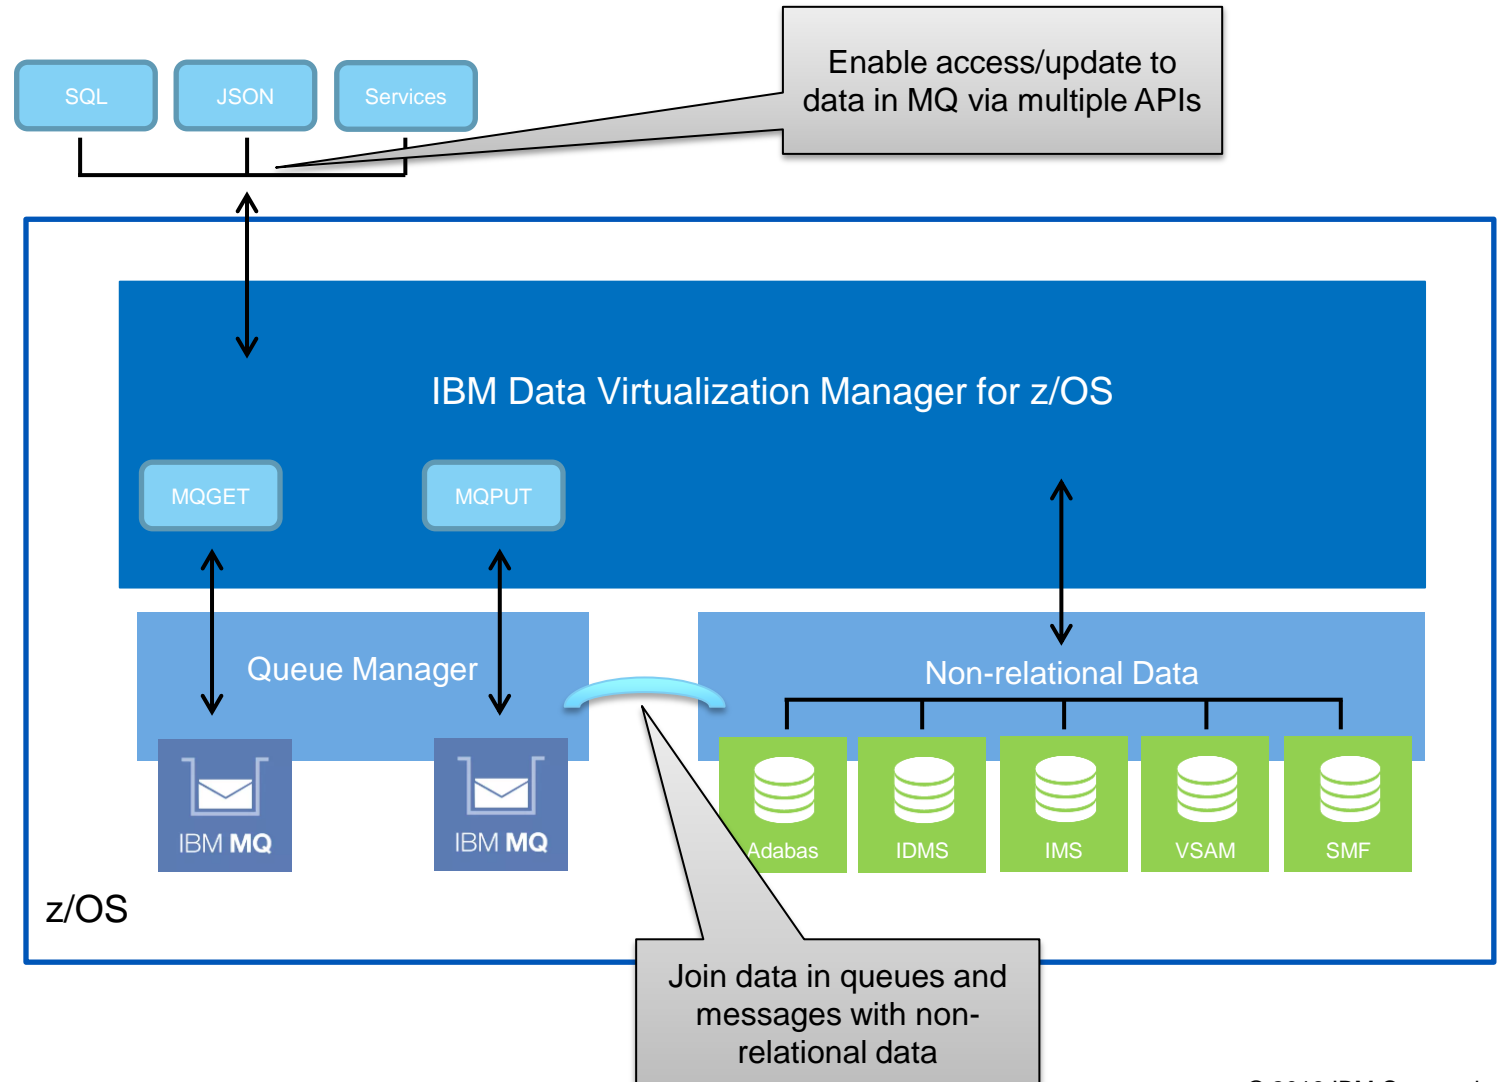 Enable access/update to
data in MQ via multiple APIs
SQL
JSON
Services
IBM Data Virtualization Manager for z/OS
MQGET
MQPUT
Queue Manager
Non-relational Data
IBM MQ
IBM MQ
Adabas
IDMS
IMS
VSAM
SMF
z/OS
Join data in queues and
messages with non-
relational data